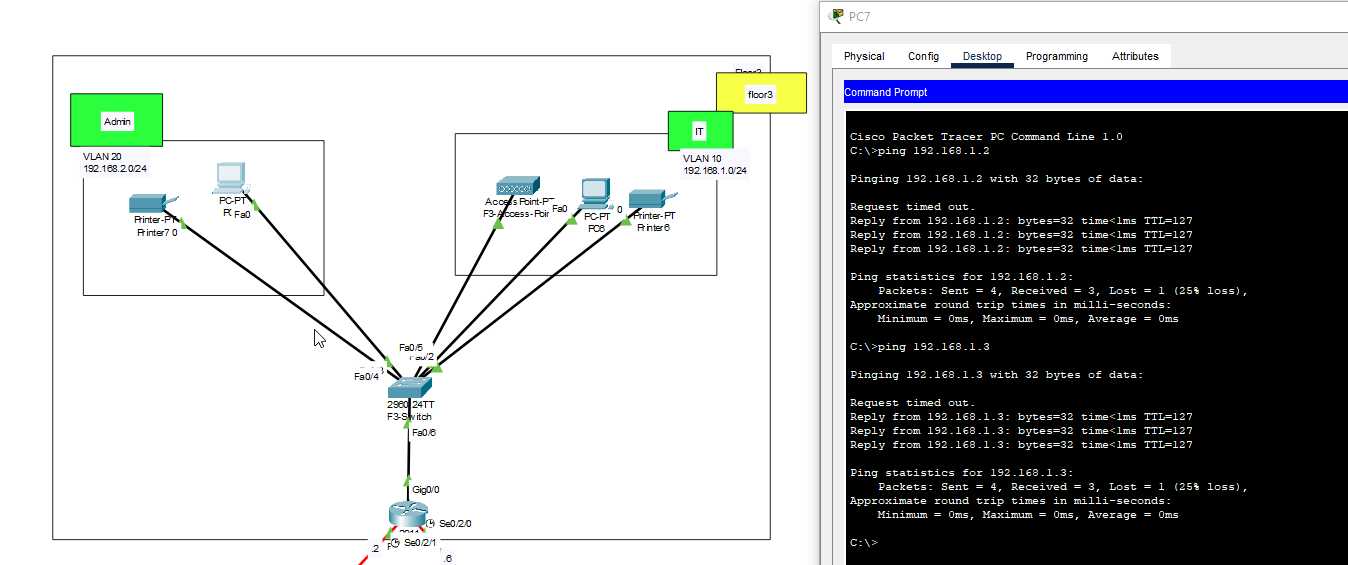 Floor3
floor3
Admin
IT
VLAN 20
192.168.2.0/24
VLAN 10
192.168.1.0/24
PC-PT
Fa0
Printer-PT
Printer7 0
Access Point-PT
F3-Access-Poir
Fa0
PC-PT
PC6
0
Printer-PT
Printer6
Fa0/5
Fa0/2
Fa0/4
2960 24TT
F3-Switch
Fa0/6
Gig0/0
Se0/2/0
Se0/2/1
.2
.6
PC7
Physical Config Desktop Programming Attributes
Command Prompt
Cisco Packet Tracer PC Command Line 1.0
C:\>ping 192.168.1.2
Pinging 192.168.1.2 with 32 bytes of data:
Request timed out.
Reply from 192.168.1.2: bytes=32 time<1ms TTL=127
Reply from 192.168.1.2: bytes=32 time<1ms TTL=127
Reply from 192.168.1.2: bytes=32 time<1ms TTL=127
Ping statistics for 192.168.1.2:
Packets: Sent = 4, Received = 3, Lost = 1 (25% loss),
Approximate round trip times in milli-seconds:
Minimum = 0ms, Maximum = 0ms, Average = 0ms
C:\>ping 192.168.1.3
Pinging 192.168.1.3 with 32 bytes of data:
Request timed out.
Reply from 192.168.1.3: bytes=32 time<1ms TTL=127
Reply from 192.168.1.3: bytes=32 time<1ms TTL=127
Reply from 192.168.1.3: bytes=32 time<1ms TTL=127
Ping statistics for 192.168.1.3:
Packets: Sent = 4, Received = 3, Lost = 1 (25% loss),
Approximate round trip times in milli-seconds:
Minimum = 0ms, Maximum = 0ms, Average = 0ms
C:\>